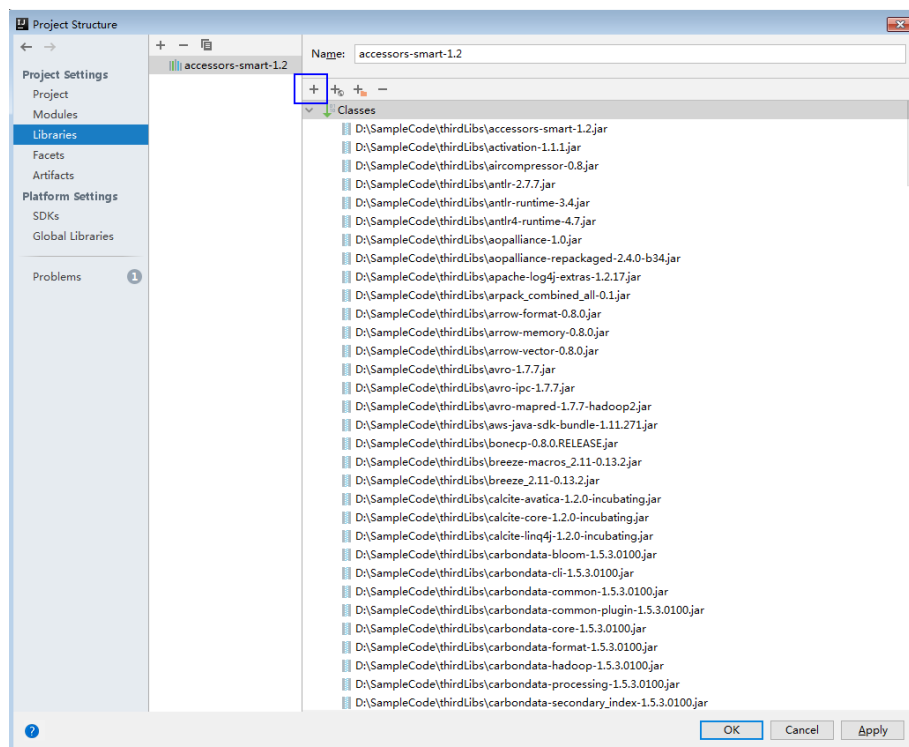 Project Structure
Project Settings
Project
Modules
Libraries
Facets
Artifacts
Platform Settings
SDKs
Global Libraries
Problems 1
accessors-smart-1.2
Name: accessors-smart-1.2
Classes
D:\SampleCode\thirdLibs\accessors-smart-1.2.jar
D:\SampleCode\thirdLibs\activation-1.1.1.jar
D:\SampleCode\thirdLibs\aircompressor-0.8.jar
D:\SampleCode\thirdLibs\antlr-2.7.7.jar
D:\SampleCode\thirdLibs\antlr-runtime-3.4.jar
D:\SampleCode\thirdLibs\antlr4-runtime-4.7.jar
D:\SampleCode\thirdLibs\aopalliance-1.0.jar
D:\SampleCode\thirdLibs\aopalliance-repackaged-2.4.0-b34.jar
D:\SampleCode\thirdLibs\apache-log4j-extras-1.2.17.jar
D:\SampleCode\thirdLibs\arpack_combined_all-0.1.jar
D:\SampleCode\thirdLibs\arrow-format-0.8.0.jar
D:\SampleCode\thirdLibs\arrow-memory-0.8.0.jar
D:\SampleCode\thirdLibs\arrow-vector-0.8.0.jar
D:\SampleCode\thirdLibs\avro-1.7.7.jar
D:\SampleCode\thirdLibs\avro-ipc-1.7.7.jar
D:\SampleCode\thirdLibs\avro-mapred-1.7.7-hadoop2.jar
D:\SampleCode\thirdLibs\aws-java-sdk-bundle-1.11.271.jar
D:\SampleCode\thirdLibs\bonecp-0.8.0.RELEASE.jar
D:\SampleCode\thirdLibs\breeze-macros_2.11-0.13.2.jar
D:\SampleCode\thirdLibs\breeze_2.11-0.13.2.jar
D:\SampleCode\thirdLibs\calcite-avatica-1.2.0-incubating.jar
D:\SampleCode\thirdLibs\calcite-core-1.2.0-incubating.jar
D:\SampleCode\thirdLibs\calcite-linq4j-1.2.0-incubating.jar
D:\SampleCode\thirdLibs\carbondata-bloom-1.5.3.0100.jar
D:\SampleCode\thirdLibs\carbondata-cli-1.5.3.0100.jar
D:\SampleCode\thirdLibs\carbondata-common-1.5.3.0100.jar
D:\SampleCode\thirdLibs\carbondata-common-plugin-1.5.3.0100.jar
D:\SampleCode\thirdLibs\carbondata-core-1.5.3.0100.jar
D:\SampleCode\thirdLibs\carbondata-format-1.5.3.0100.jar
D:\SampleCode\thirdLibs\carbondata-hadoop-1.5.3.0100.jar
D:\SampleCode\thirdLibs\carbondata-processing-1.5.3.0100.jar
D:\SampleCode\thirdLibs\carbondata-secondary_index-1.5.3.0100.jar
OK Cancel Apply